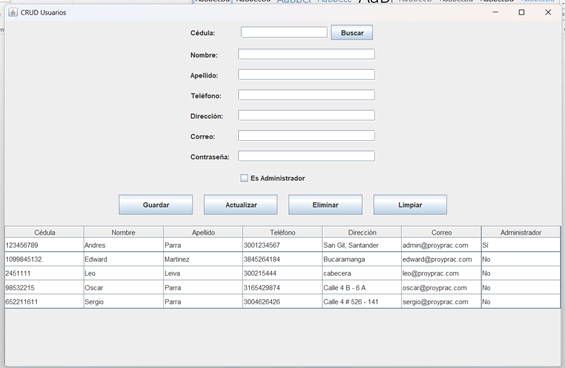 CRUD Usuarios
Cédula:
Buscar
Nombre:
Apellido:
Teléfono:
Dirección:
Correo:
Contraseña:
Es Administrador
Guardar Actualizar Eliminar Limpiar
Cédula Nombre Apellido Teléfono Dirección Correo Administrador
123456789 Andres Parra 3001234567 San Gil, Santander admin@proyprac.com Sí
1099845132 Edward Martinez 3845264184 Bucaramanga edward@proyprac.com No
2451111 Leo Leiva 300215444 cabecera leo@proyprac.com No
98532215 Oscar Parra 3165429874 Calle 4 B - 6 A oscar@proyprac.com No
652211611 Sergio Parra 3004626426 Calle 4 # 526 - 141 sergio@proyprac.com No